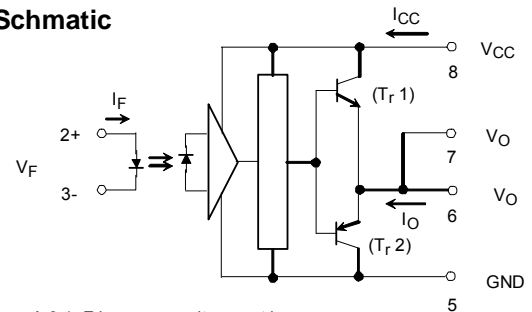 Schmatic
ICC
VCC
8
(Tr 1)
IF
2+
VF
3-
VO
7
VO
6
IO
(Tr 2)
GND
5